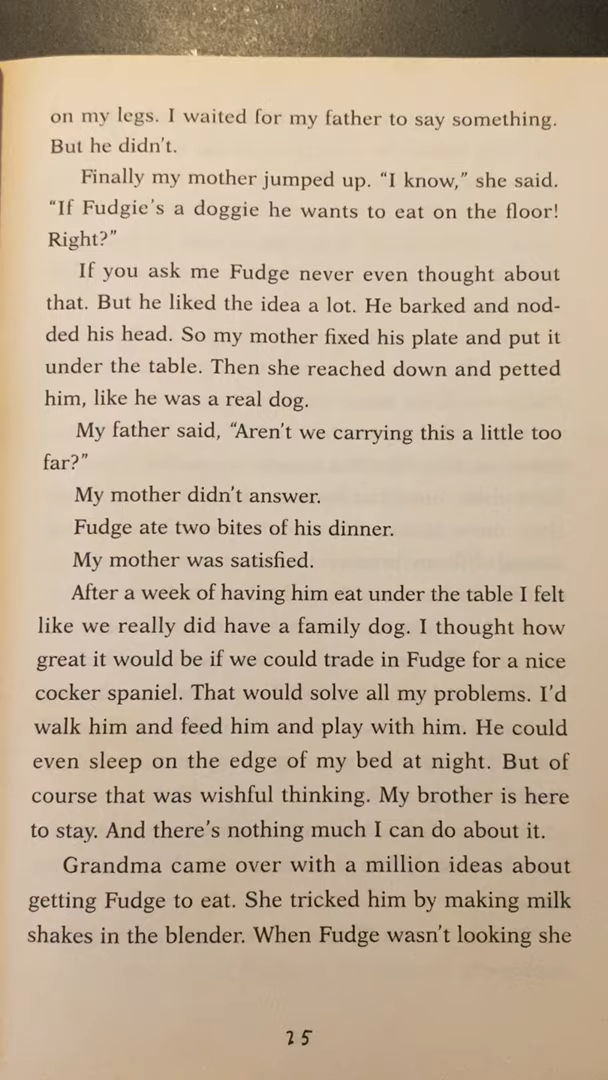 on my legs. I waited for my father to say something.
But he didn't.
Finally my mother jumped up. “I know,” she said.
“If Fudgie's a doggie he wants to eat on the floor!
Right?”
If you ask me Fudge never even thought about
that. But he liked the idea a lot. He barked and nod-
ded his head. So my mother fixed his plate and put it
under the table. Then she reached down and petted
him, like he was a real dog.
My father said, “Aren't we carrying this a little too
far?”
My mother didn't answer.
Fudge ate two bites of his dinner.
My mother was satisfied.
After a week of having him eat under the table I felt
like we really did have a family dog. I thought how
great it would be if we could trade in Fudge for a nice
cocker spaniel. That would solve all my problems. I'd
walk him and feed him and play with him. He could
even sleep on the edge of my bed at night. But of
course that was wishful thinking. My brother is here
to stay. And there's nothing much I can do about it.
Grandma came over with a million ideas about
getting Fudge to eat. She tricked him by making milk
shakes in the blender. When Fudge wasn't looking she
25